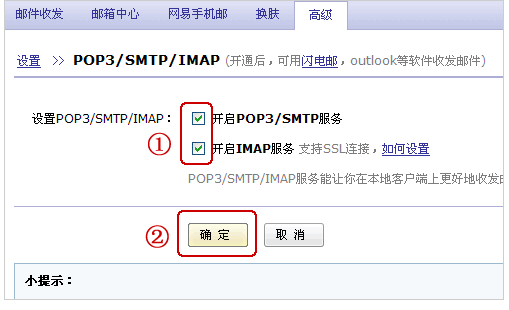 邮件收发 邮箱中心 网易手机邮 换肤 高级
设置 >> POP3/SMTP/IMAP (开通后，可用闪电邮，outlook等软件收发邮件)
设置POP3/SMTP/IMAP： 开启POP3/SMTP服务
① 开启IMAP服务 支持SSL连接，如何设置
POP3/SMTP/IMAP服务能让你在本地客户端上更好地收发
② 确 定 取 消
小提示：